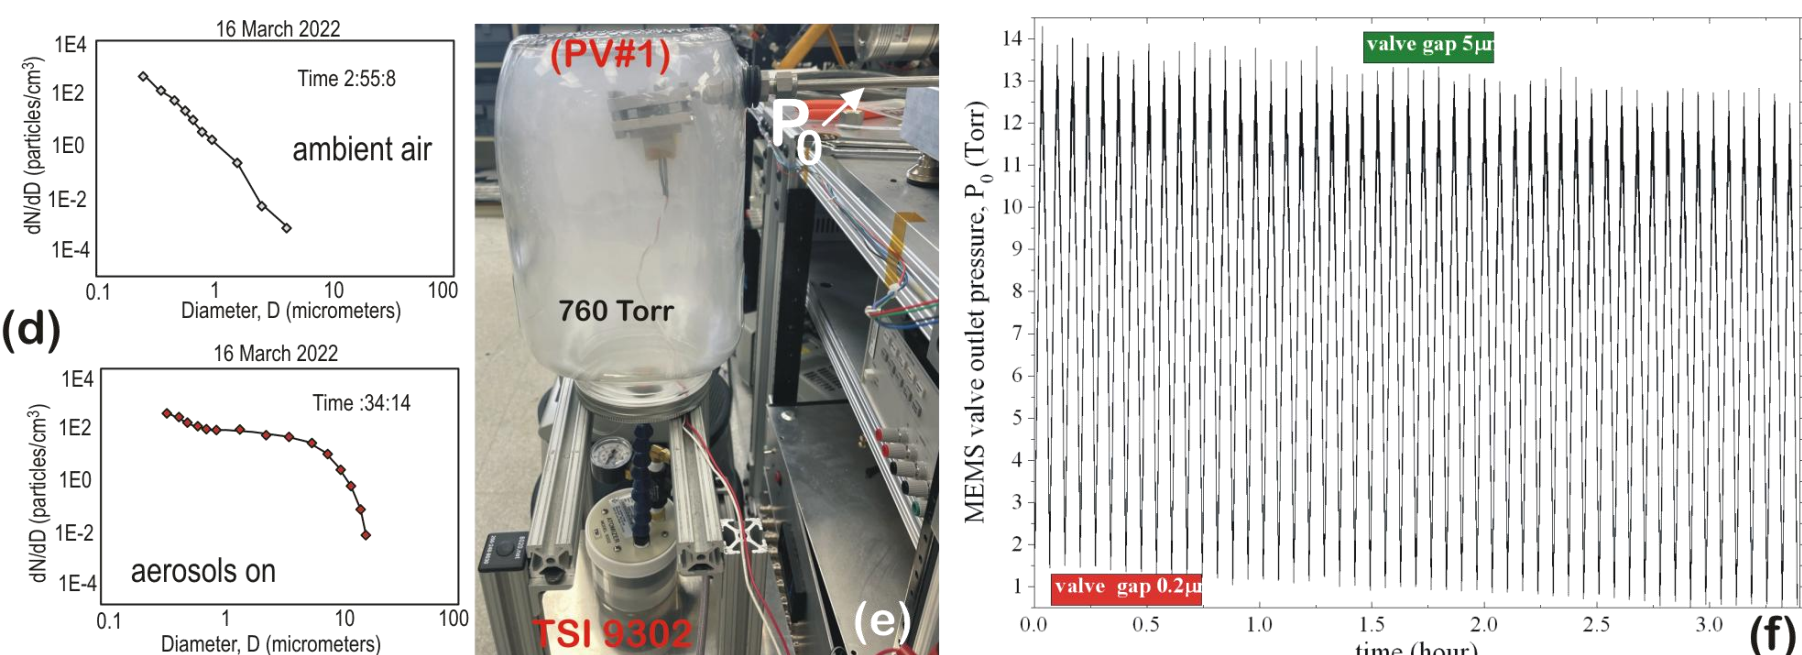 16 March 2022
1E4
1E2
1E0
1E-2
1E-4
dN/dD (particles/cm³)
Time 2:55:8
ambient air
0.1
1
10
100
Diameter, D (micrometers)
(d)
16 March 2022
1E4
1E2
1E0
1E-2
1E-4
dN/dD (particles/cm³)
Time :34:14
aerosols on
0.1
1
10
100
Diameter, D (micrometers)
(PV#1)
P₀
760 Torr
TSI 9302
(e)
valve gap 5μm
14
13
12
11
10
9
8
7
6
5
4
3
2
1
MEMS valve outlet pressure, P₀ (Torr)
valve gap 0.2μm
0.0
0.5
1.0
1.5
2.0
2.5
3.0
time (hour)
(f)